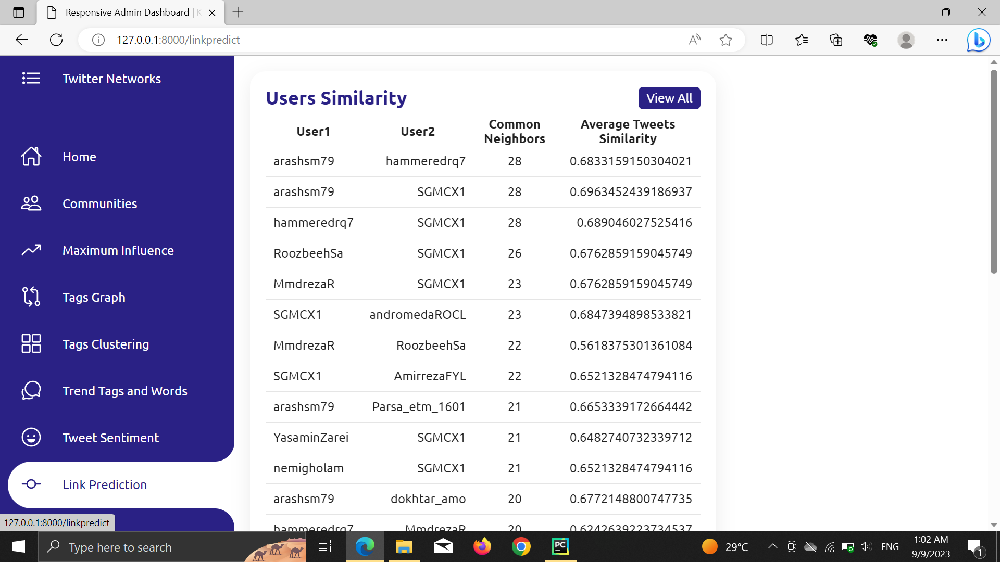 Responsive Admin Dashboard | K
127.0.0.1:8000/linkpredict
Twitter Networks
Home
Communities
Maximum Influence
Tags Graph
Tags Clustering
Trend Tags and Words
Tweet Sentiment
Link Prediction
127.0.0.1:8000/linkpredict
Users Similarity
View All
User1 User2 Common Neighbors Average Tweets Similarity
arashsm79 hammeredrq7 28 0.6833159150304021
arashsm79 SGMCX1 28 0.6963452439186937
hammeredrq7 SGMCX1 28 0.689046027525416
RoozbeehSa SGMCX1 26 0.6762859159045749
MmdrezaR SGMCX1 23 0.6762859159045749
SGMCX1 andromedaROCL 23 0.6847394898533821
MmdrezaR RoozbeehSa 22 0.5618375301361084
SGMCX1 AmirrezaFYL 22 0.6521328474794116
arashsm79 Parsa_etm_1601 21 0.6653339172664442
YasaminZarei SGMCX1 21 0.6482740732339712
nemigholam SGMCX1 21 0.6521328474794116
arashsm79 dokhtar_amo 20 0.6772148800747735
hammeredrq7 MmdrezaR 20 0.6242639223734537
Type here to search
PC
29°C
ENG
1:02 AM
9/9/2023
1